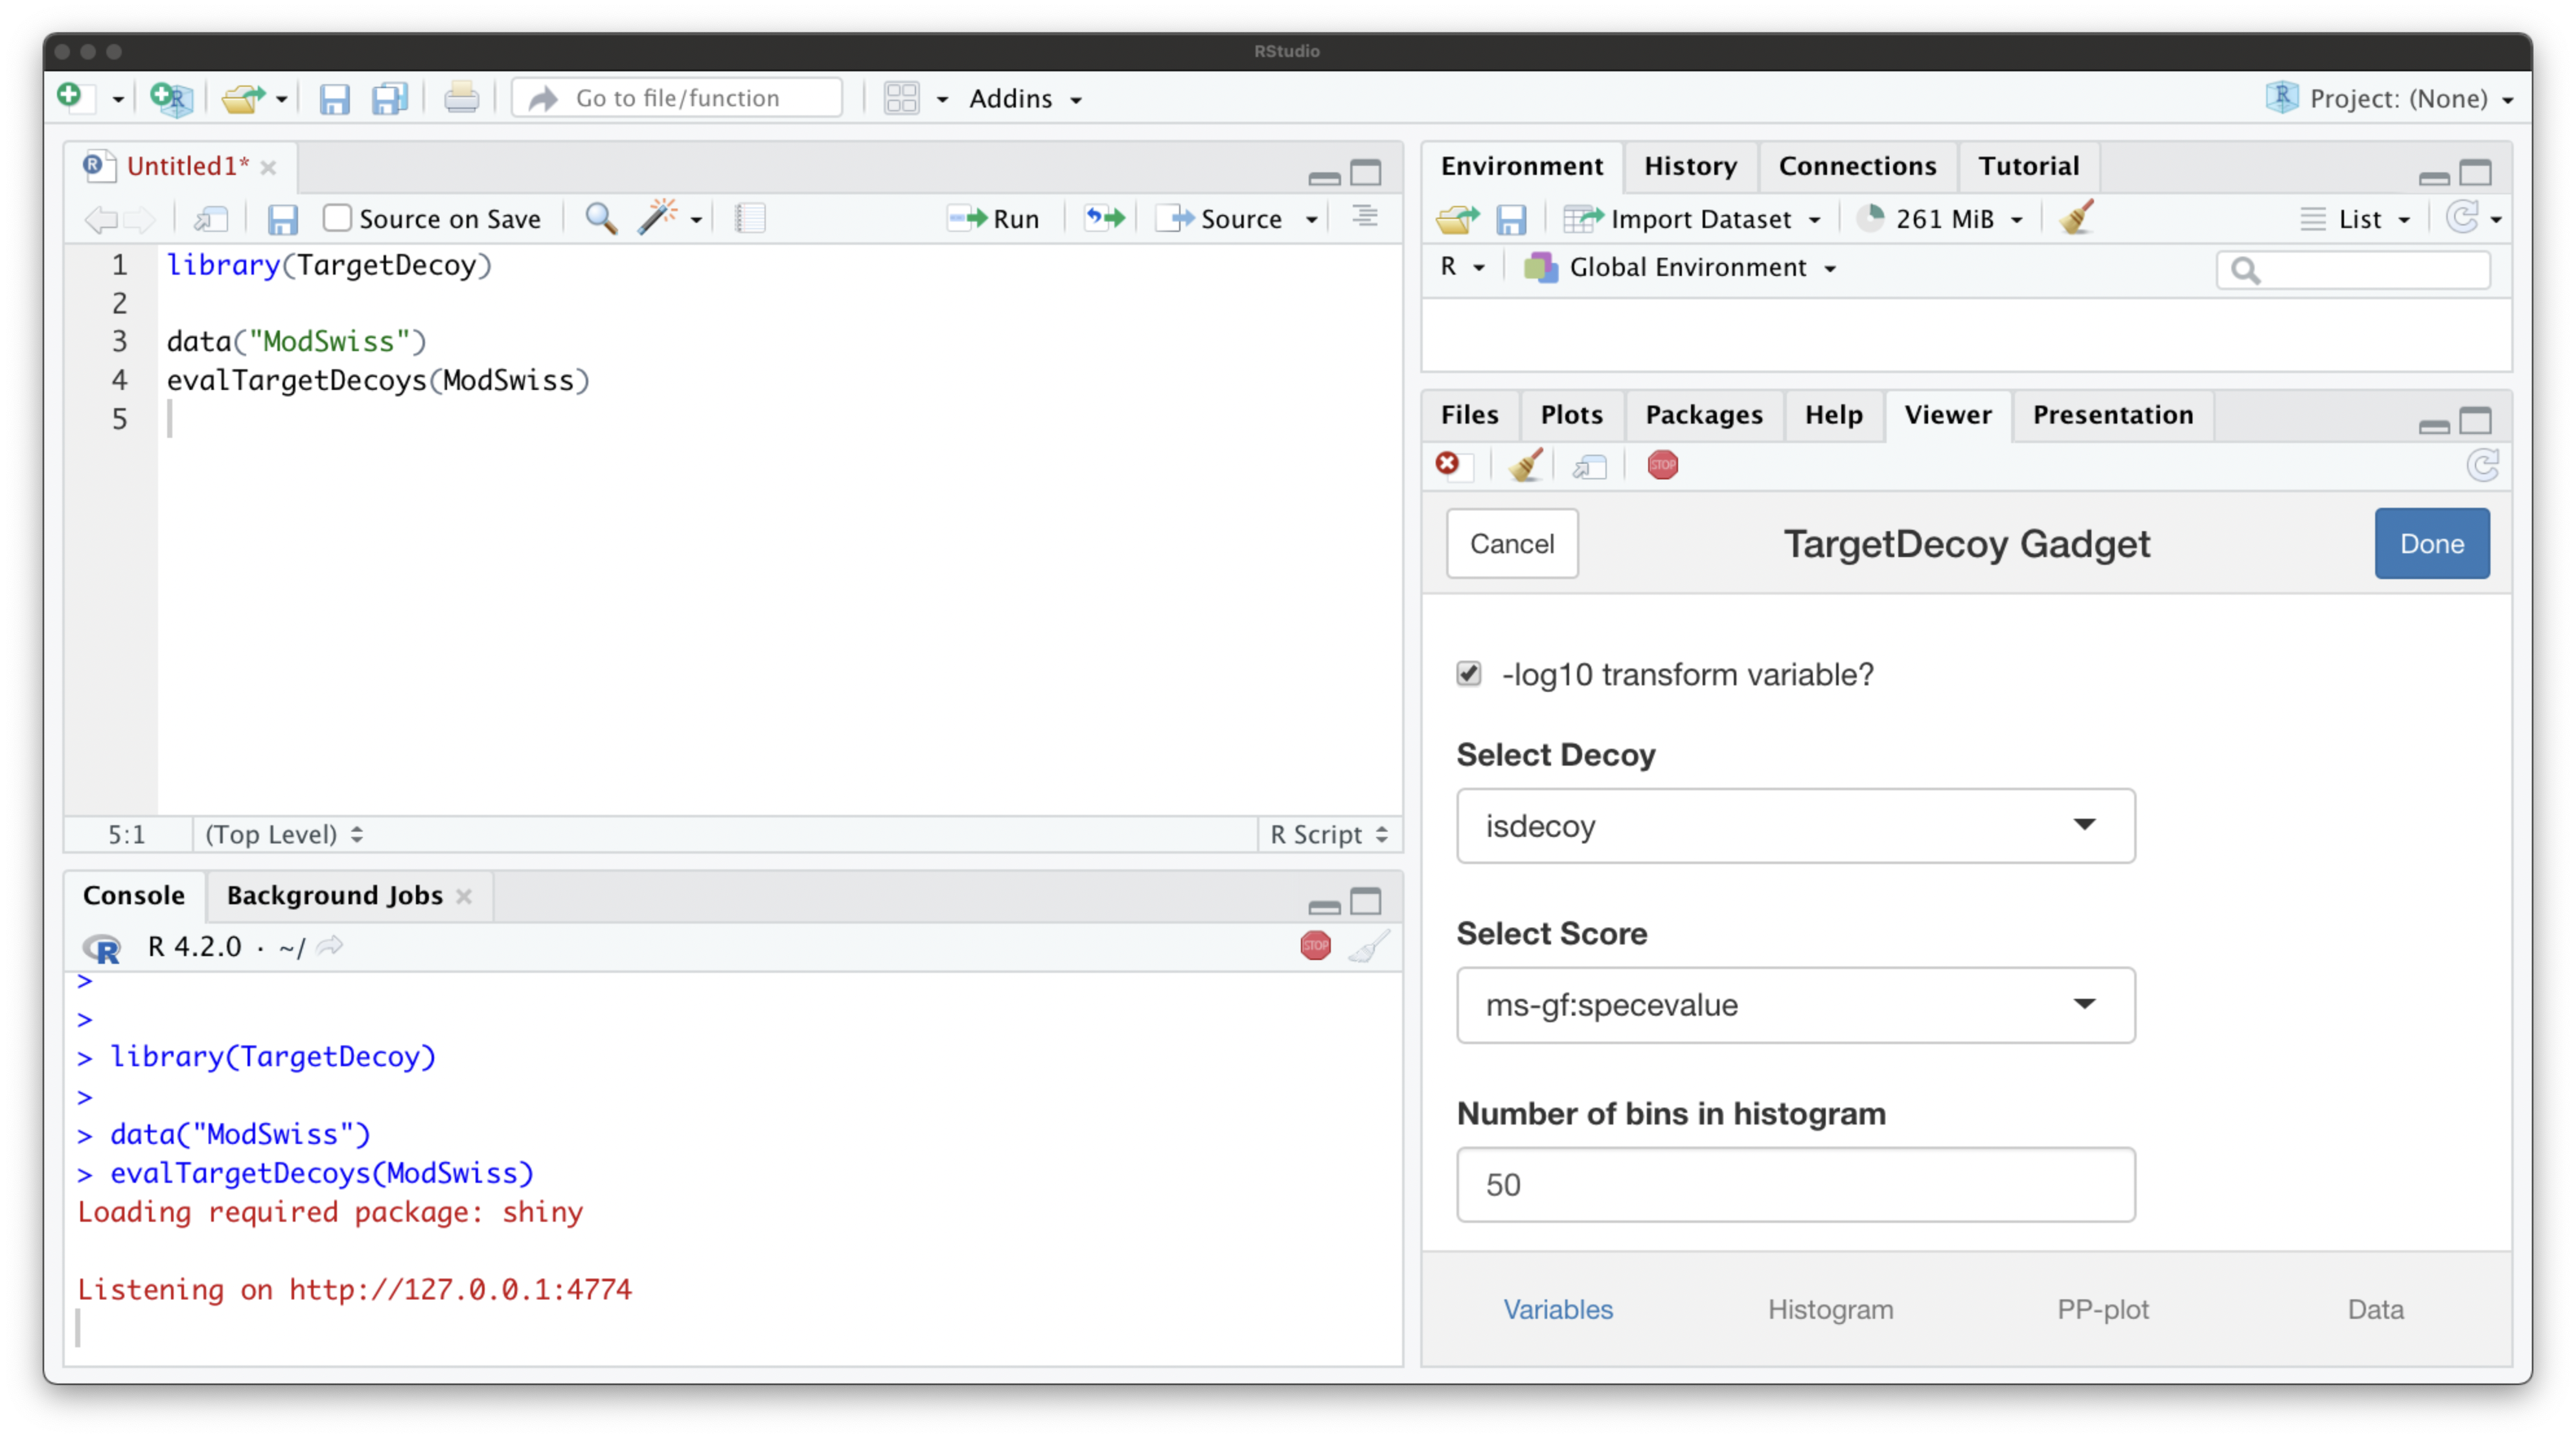 RStudio
Go to file/function
Addins
Project: (None)
Untitled1*
Source on Save
Run
Source
1 library(TargetDecoy)
2
3 data("ModSwiss")
4 evalTargetDecoys(ModSwiss)
5
5:1 (Top Level) R Script
Console Background Jobs
R 4.2.0 · ~/
STOP
>
>
> library(TargetDecoy)
>
> data("ModSwiss")
> evalTargetDecoys(ModSwiss)
Loading required package: shiny
Listening on http://127.0.0.1:4774
Environment History Connections Tutorial
Import Dataset 261 MiB List
R Global Environment
Files Plots Packages Help Viewer Presentation
STOP
Cancel TargetDecoy Gadget Done
-log10 transform variable?
Select Decoy
isdecoy
Select Score
ms-gf:specevalue
Number of bins in histogram
50
Variables Histogram PP-plot Data